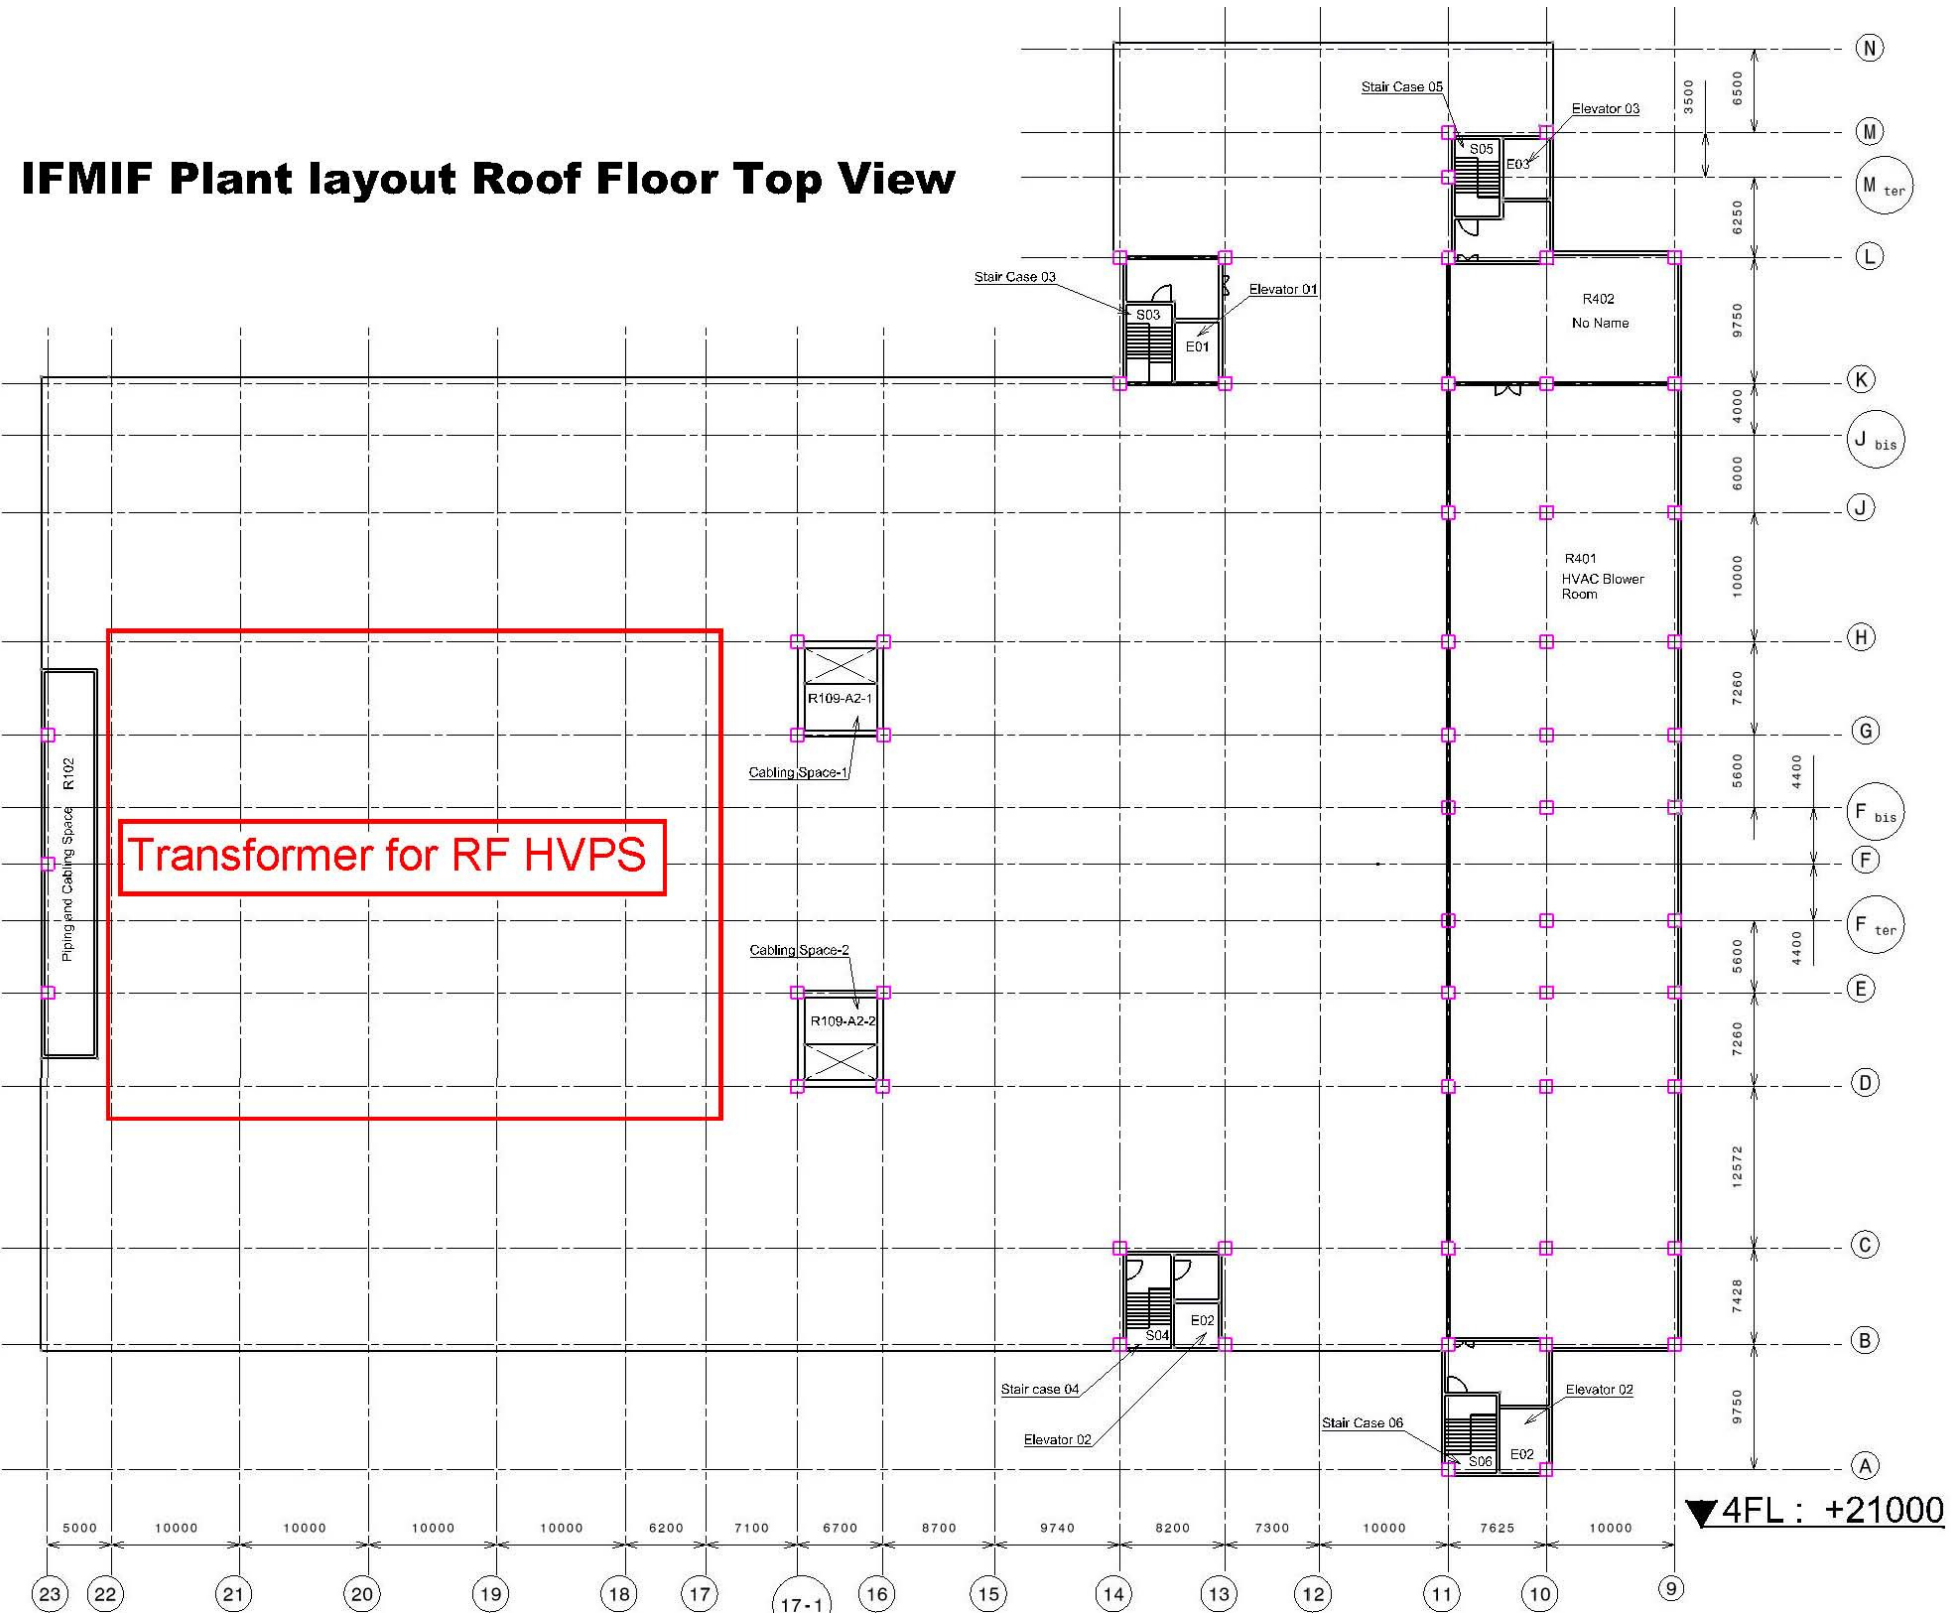 N
Stair Case 05
3500
6500
Elevator 03
M
S05
E03
IFMIF Plant layout Roof Floor Top View
M ter
6250
L
Stair Case 03
Elevator 01
R402
No Name
S03
E01
9750
K
4000
J bis
6000
J
R401
HVAC Blower
Room
10000
H
7260
R109-A2-1
G
Cabling Space-1
Piping and Cabling Space R102
5600
4400
F bis
Transformer for RF HVPS
F
F ter
Cabling Space-2
5600
4400
E
R109-A2-2
7260
D
12572
C
7428
E02
S04
B
Stair case 04
Elevator 02
9750
Stair Case 06
Elevator 02
E02
S06
A
4FL : +21000
5000 10000 10000 10000 10000 6200 7100 6700 8700 9740 8200 7300 10000 7625 10000
23 22 21 20 19 18 17 17-1 16 15 14 13 12 11 10 9